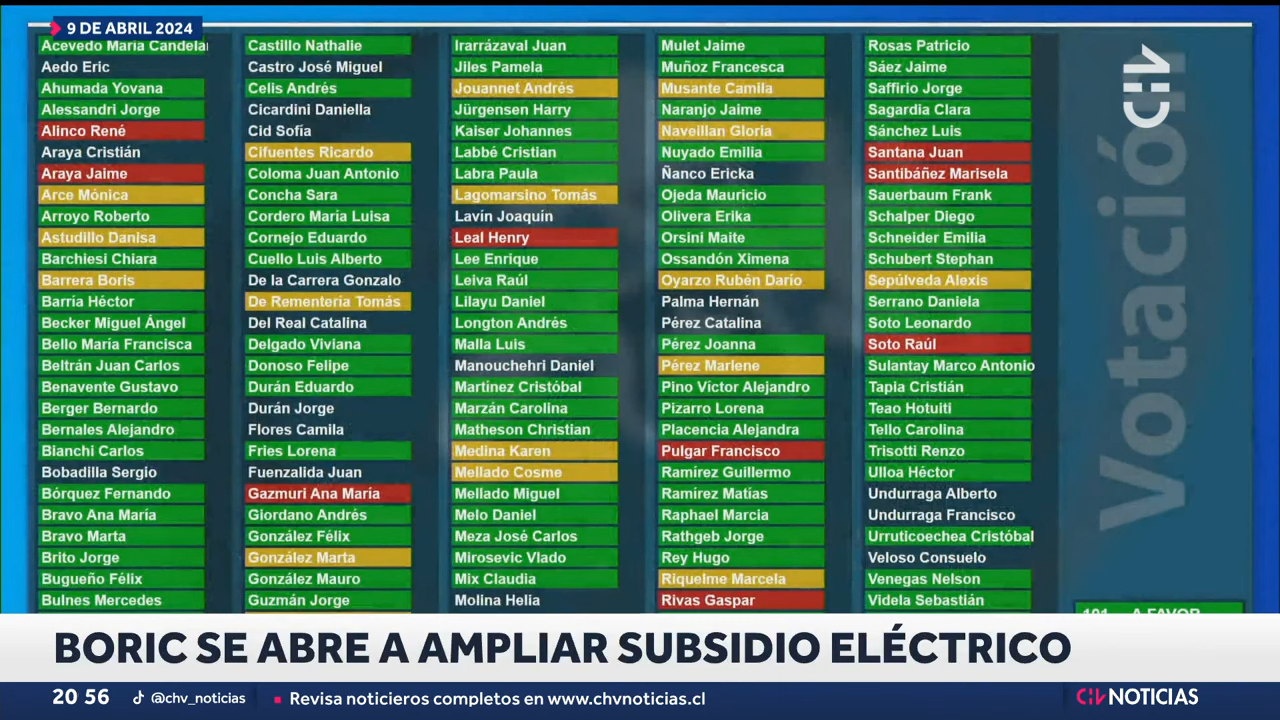 9 DE ABRIL 2024
Acevedo María Candelar
Aedo Eric
Ahumada Yovana
Alessandri Jorge
Alinco René
Araya Cristián
Araya Jaime
Arce Mónica
Arroyo Roberto
Astudillo Danisa
Barchiesi Chiara
Barrera Boris
Barría Héctor
Becker Miguel Ángel
Bello María Francisca
Beltrán Juan Carlos
Benavente Gustavo
Berger Bernardo
Bernales Alejandro
Bianchi Carlos
Bobadilla Sergio
Bórquez Fernando
Bravo Ana María
Bravo Marta
Brito Jorge
Bugueño Félix
Bulnes Mercedes
Castillo Nathalie
Castro José Miguel
Celis Andrés
Cicardini Daniella
Cid Sofía
Cifuentes Ricardo
Coloma Juan Antonio
Concha Sara
Cordero Maria Luisa
Cornejo Eduardo
Cuello Luis Alberto
De la Carrera Gonzalo
De Rementería Tomás
Del Real Catalina
Delgado Viviana
Donoso Felipe
Durán Eduardo
Durán Jorge
Flores Camila
Fries Lorena
Fuenzalida Juan
Gazmuri Ana María
Giordano Andrés
González Félix
González Marta
González Mauro
Guzmán Jorge
Irarrázaval Juan
Jiles Pamela
Jouannet Andrés
Jürgensen Harry
Kaiser Johannes
Labbé Cristian
Labra Paula
Lagomarsino Tomás
Lavín Joaquín
Leal Henry
Lee Enrique
Leiva Raúl
Lilayu Daniel
Longton Andrés
Malla Luis
Manouchehri Daniel
Martínez Cristóbal
Marzán Carolina
Matheson Christian
Medina Karen
Mellado Cosme
Mellado Miguel
Melo Daniel
Meza José Carlos
Mirosevic Vlado
Mix Claudia
Molina Helia
Mulet Jaime
Muñoz Francesca
Musante Camila
Naranjo Jaime
Naveillan Gloria
Nuyado Emilia
Ñanco Ericka
Ojeda Mauricio
Olivera Erika
Orsini Maite
Ossandón Ximena
Oyarzo Rubén Darío
Palma Hernán
Pérez Catalina
Pérez Joanna
Pérez Marlene
Pino Víctor Alejandro
Pizarro Lorena
Placencia Alejandra
Pulgar Francisco
Ramírez Guillermo
Ramírez Matías
Raphael Marcia
Rathgeb Jorge
Rey Hugo
Riquelme Marcela
Rivas Gaspar
Rosas Patricio
Sáez Jaime
Saffirio Jorge
Sagardia Clara
Sánchez Luis
Santana Juan
Santibáñez Marisela
Sauerbaum Frank
Schalper Diego
Schneider Emilia
Schubert Stephan
Sepúlveda Alexis
Serrano Daniela
Soto Leonardo
Soto Raúl
Sulantay Marco Antonio
Tapia Cristián
Teao Hotuiti
Tello Carolina
Trisotti Renzo
Ulloa Héctor
Undurraga Alberto
Undurraga Francisco
Urruticoechea Cristóbal
Veloso Consuelo
Venegas Nelson
Videla Sebastián
Votación
CHV
101 A FAVOR
BORIC SE ABRE A AMPLIAR SUBSIDIO ELÉCTRICO
20 56 @chv_noticias Revisa noticieros completos en www.chvnoticias.cl CHV NOTICIAS